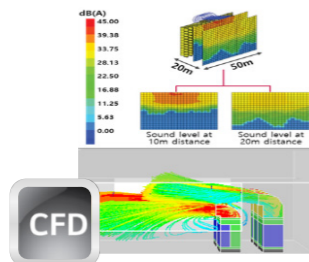 dB(A)
45.00
39.38
33.75
28.13
22.50
16.88
11.25
5.63
0.00
20m
50m
Sound level at
10m distance
Sound level at
20m distance
CFD